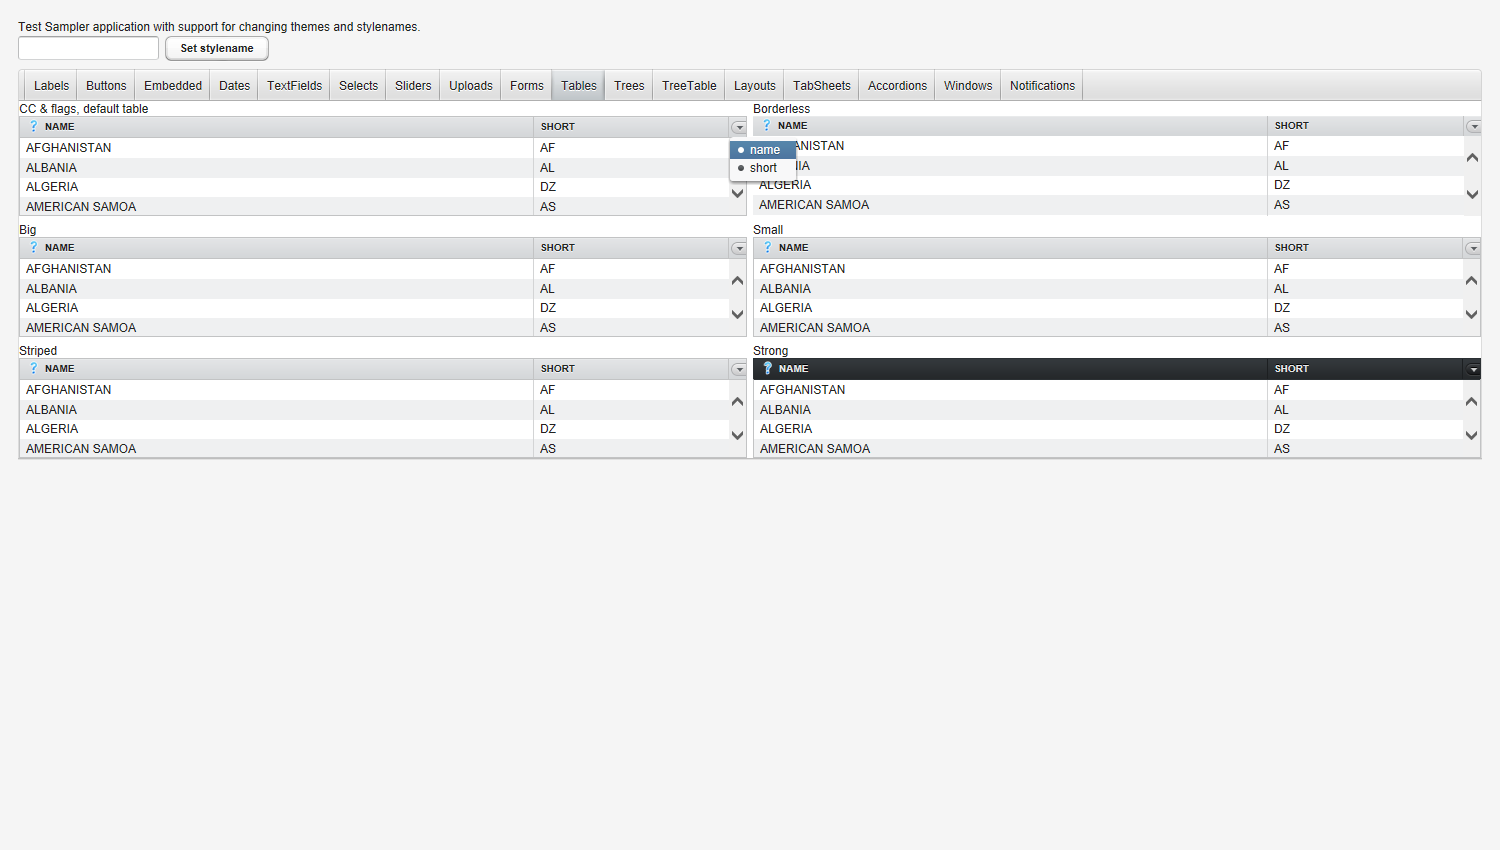 Test Sampler application with support for changing themes and stylenames.
Set stylename
Labels Buttons Embedded Dates TextFields Selects Sliders Uploads Forms Tables Trees TreeTable Layouts TabSheets Accordions Windows Notifications
CC & flags, default table
? NAME SHORT
AFGHANISTAN AF
ALBANIA AL
ALGERIA DZ
AMERICAN SAMOA AS
name
short
Borderless
? NAME SHORT
ANISTAN AF
IA AL
ALGERIA DZ
AMERICAN SAMOA AS
Big
? NAME SHORT
AFGHANISTAN AF
ALBANIA AL
ALGERIA DZ
AMERICAN SAMOA AS
Small
? NAME SHORT
AFGHANISTAN AF
ALBANIA AL
ALGERIA DZ
AMERICAN SAMOA AS
Striped
? NAME SHORT
AFGHANISTAN AF
ALBANIA AL
ALGERIA DZ
AMERICAN SAMOA AS
Strong
? NAME SHORT
AFGHANISTAN AF
ALBANIA AL
ALGERIA DZ
AMERICAN SAMOA AS